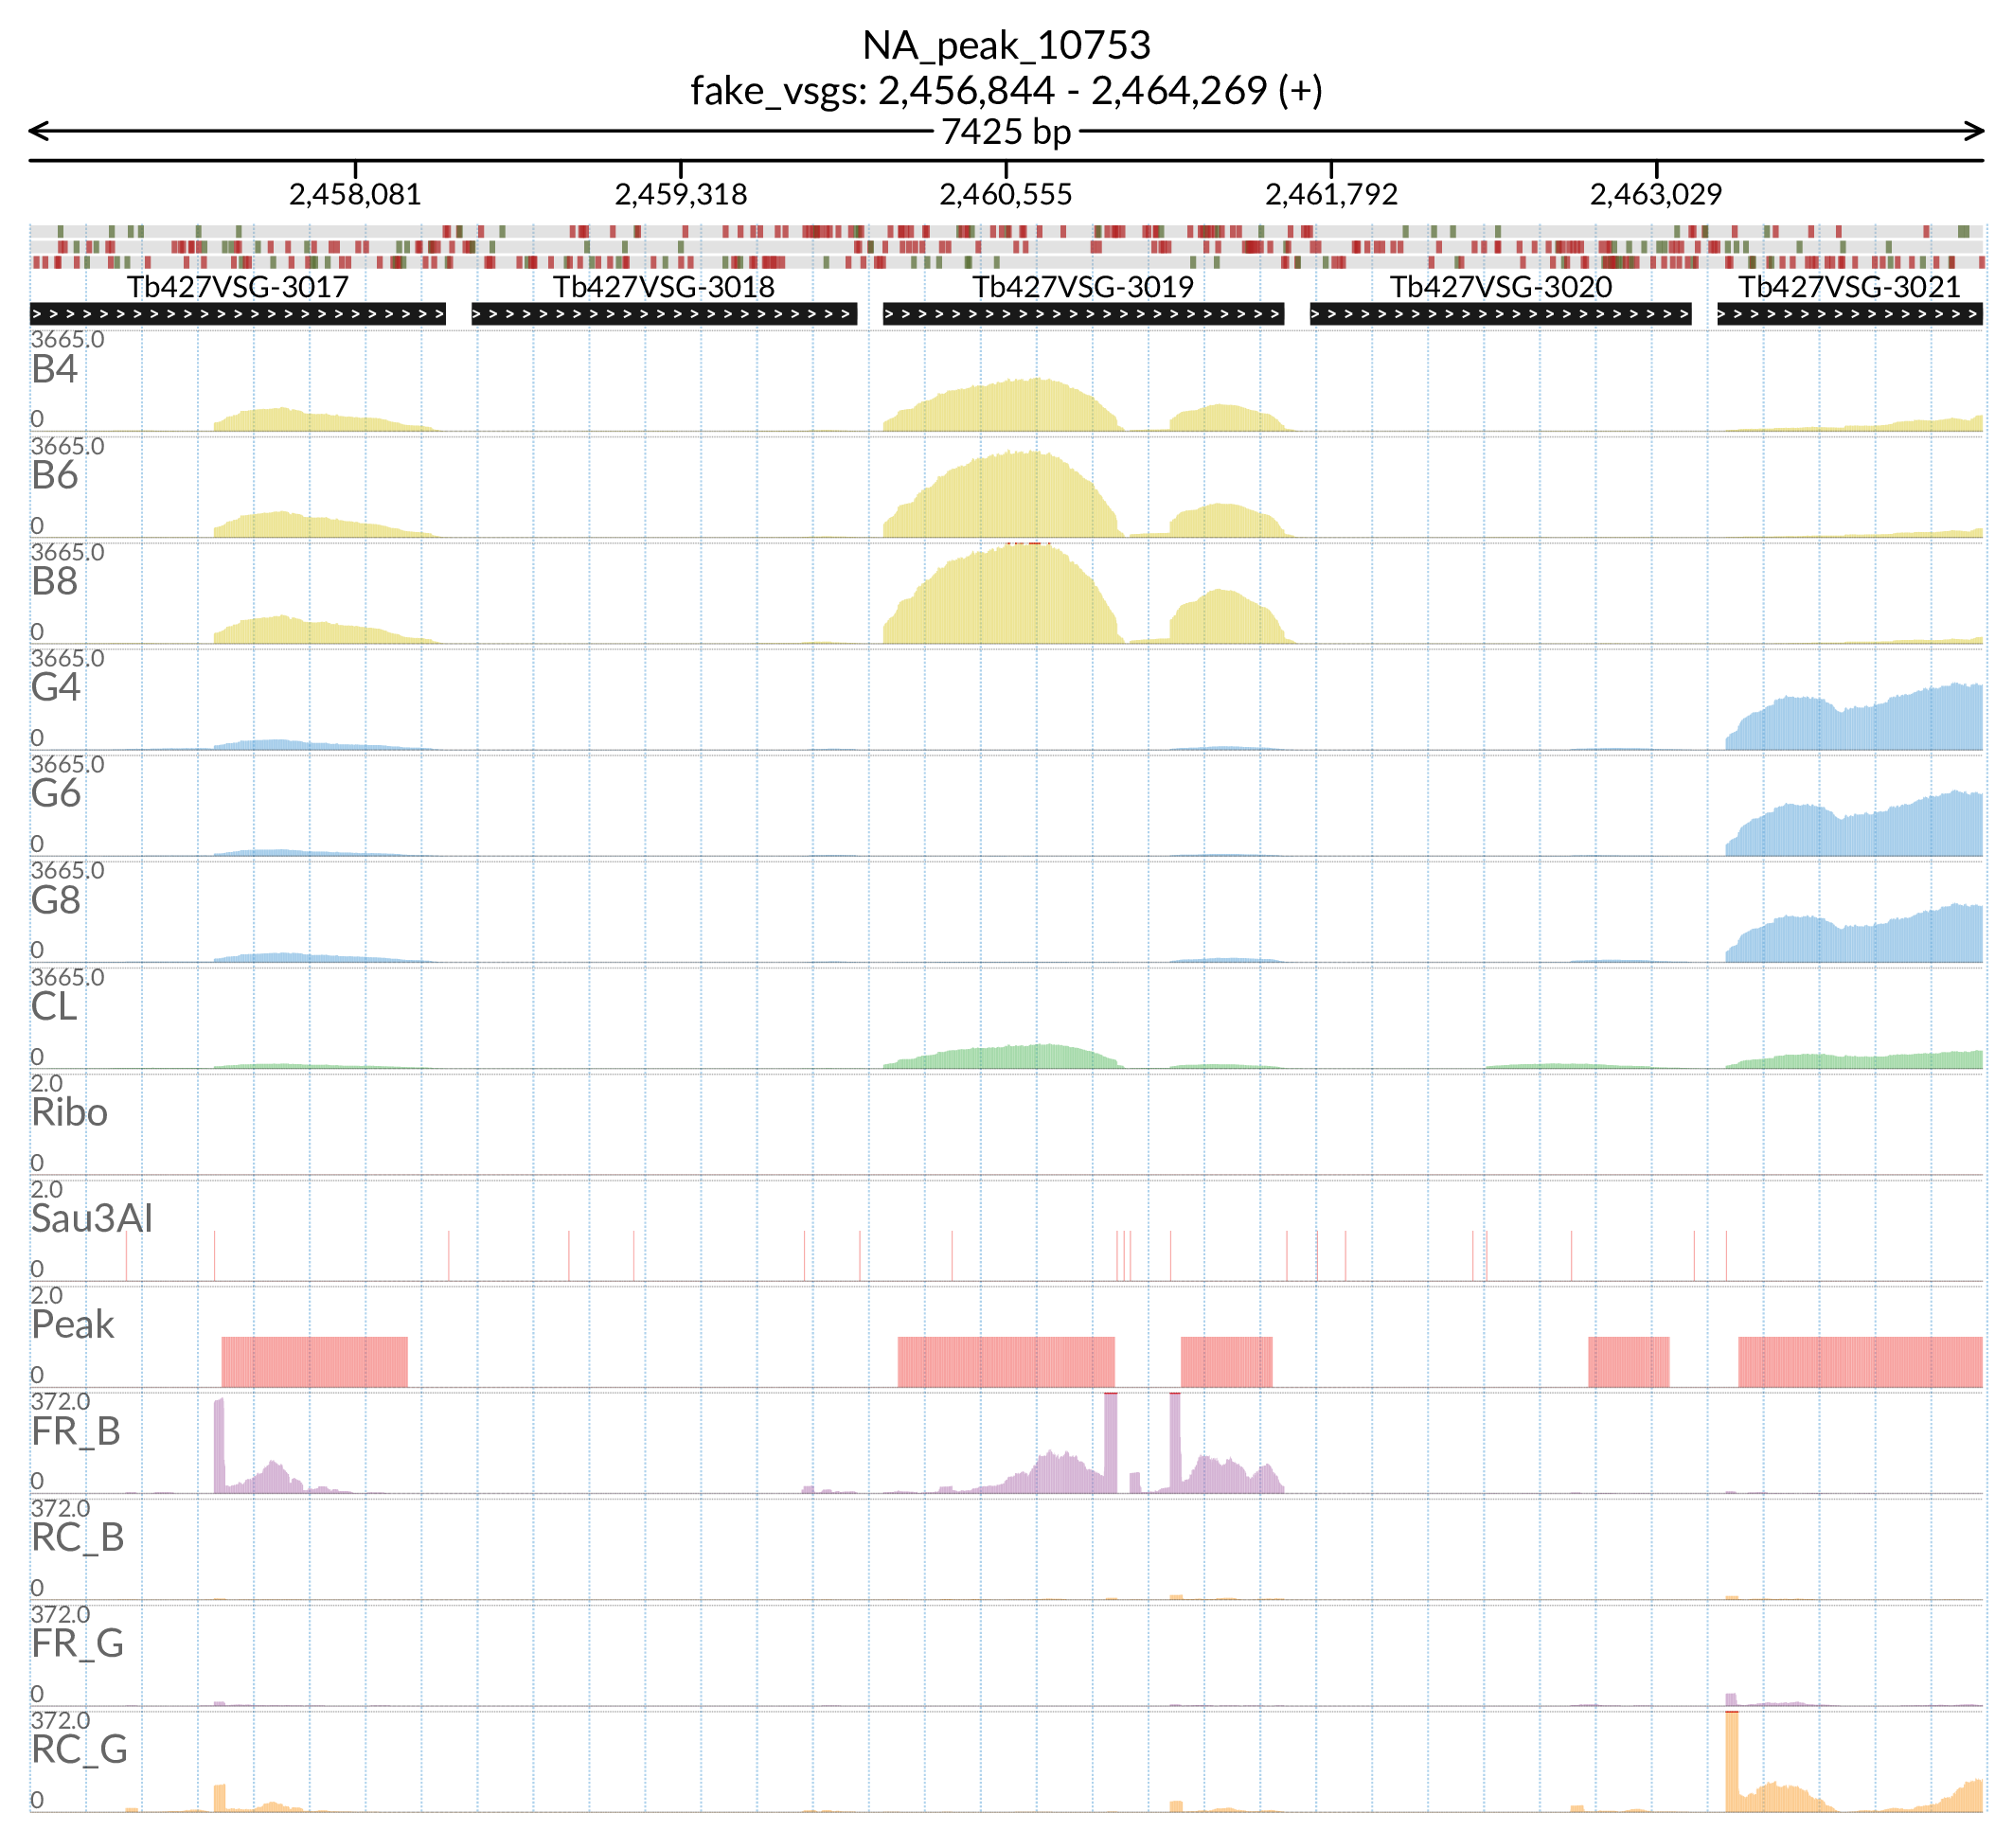 NA_peak_10753
fake_vsgs: 2,456,844 - 2,464,269 (+)
7425 bp
2,458,081 2,459,318 2,460,555 2,461,792 2,463,029
Tb427VSG-3017 Tb427VSG-3018 Tb427VSG-3019 Tb427VSG-3020 Tb427VSG-3021
3665.0
B4
0
3665.0
B6
0
3665.0
B8
0
3665.0
G4
0
3665.0
G6
0
3665.0
G8
0
3665.0
CL
0
2.0
Ribo
0
2.0
Sau3AI
0
2.0
Peak
0
372.0
FR_B
0
372.0
RC_B
0
372.0
FR_G
0
372.0
RC_G
0